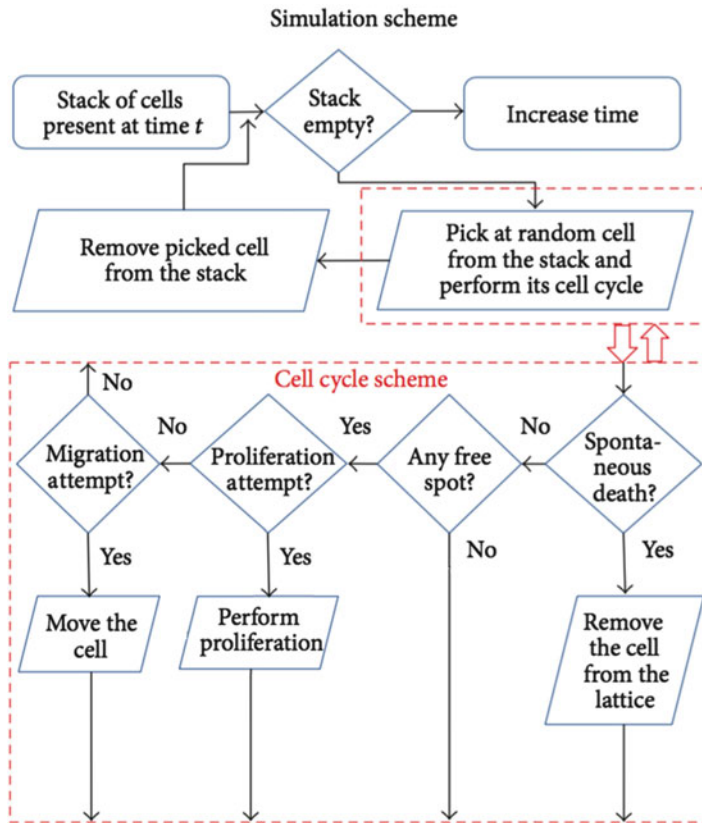 Simulation scheme
Stack of cells
present at time t
Stack
empty?
Increase time
Remove picked cell
from the stack
Pick at random cell
from the stack and
perform its cell cycle
Cell cycle scheme
No
Migration
attempt?
No
Proliferation
attempt?
Yes
Any free
spot?
No
Sponta-
neous
death?
Yes
Yes
No
Yes
Move the
cell
Perform
proliferation
Remove
the cell
from the
lattice